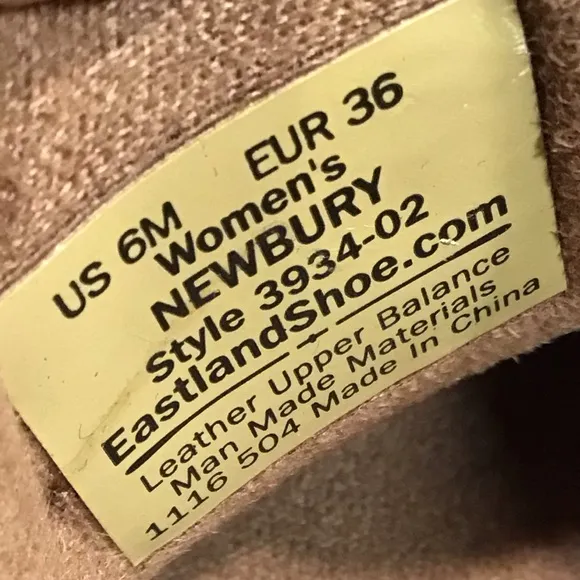 US 6M EUR 36
Women's
NEWBURY
Style 3934-02
EastlandShoe.com
Leather Upper Balance
Man Made Materials
1116 504 Made In China